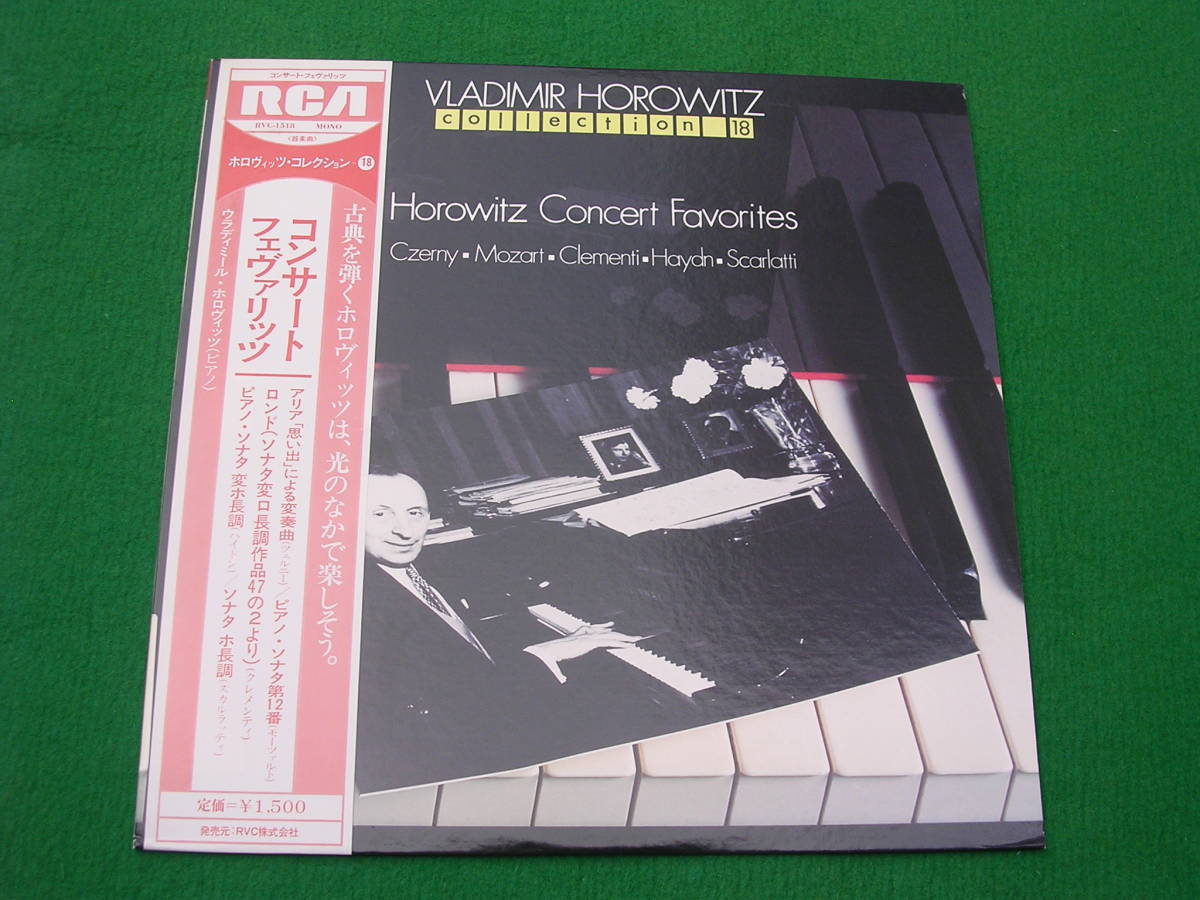 コンサート・フェヴァリッツ
RCA
RVC-1518 MONO
〈器楽曲〉
ホロヴィッツ・コレクション-18
古典を弾くホロヴィッツは、光のなかで楽しそう。
コンサート
フェヴァリッツ
ウラディミール・ホロヴィッツ(ピアノ)
アリア「思い出」による変奏曲(ツェルニー)/ピアノ・ソナタ第12番(モーツァルト)
ロンド(ソナタ変ロ長調作品47の2より)(クレメンティ)
ピアノ・ソナタ 変ホ長調(ハイドン)/ソナタ ホ長調(スカルラッティ)
定価=¥1,500
発売元:RVC株式会社
VLADIMIR HOROWITZ
collection 18
Horowitz Concert Favorites
Czerny▪Mozart▪Clementi▪Haydn▪Scarlatti